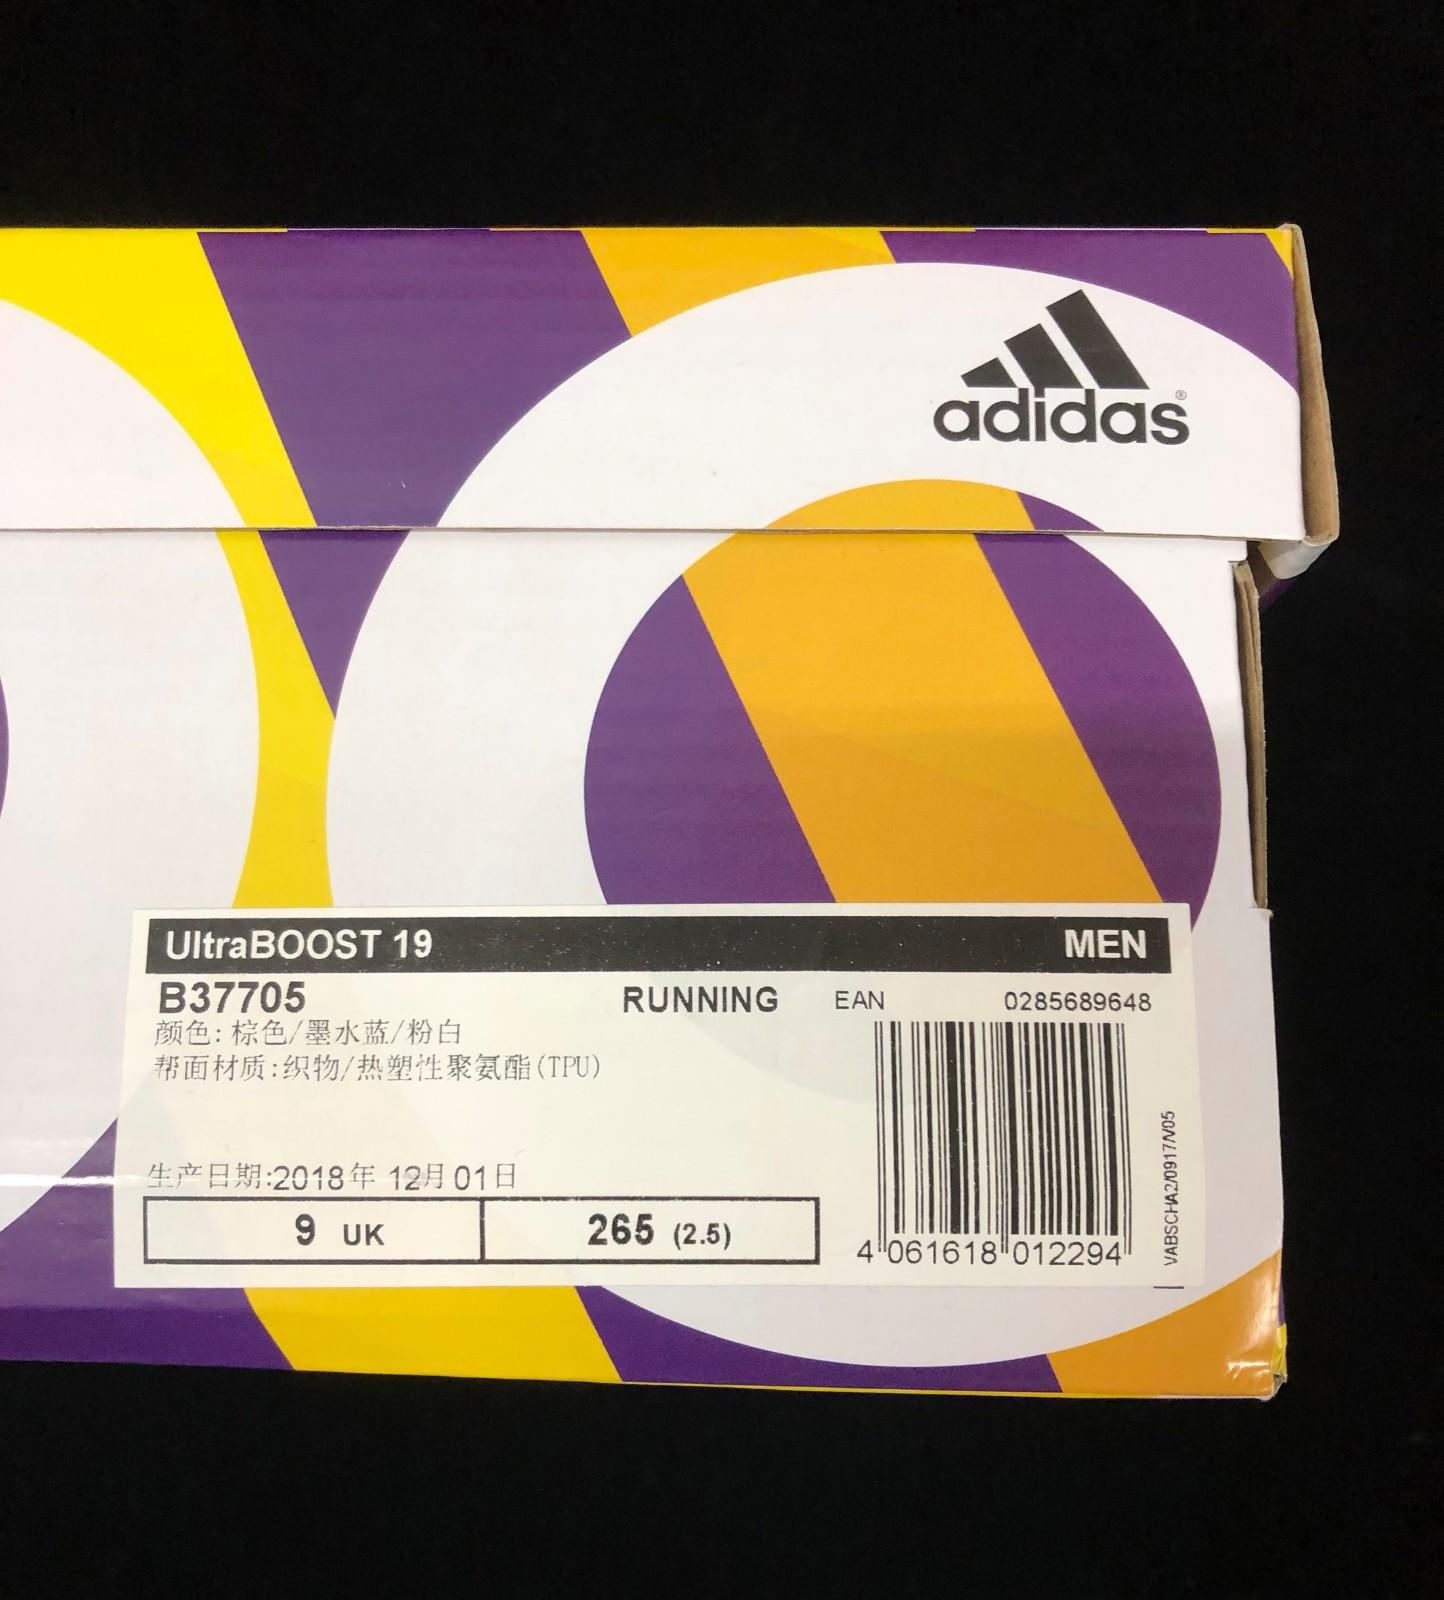 adidas®
UltraBOOST 19 MEN
B37705 RUNNING EAN 0285689648
颜色: 棕色/墨水蓝/粉白
帮面材质:织物/热塑性聚氨酯(TPU)
生产日期:2018年 12月 01日
9 UK 265 (2.5)
4 061618 012294
VABSCHA2/0917/V05